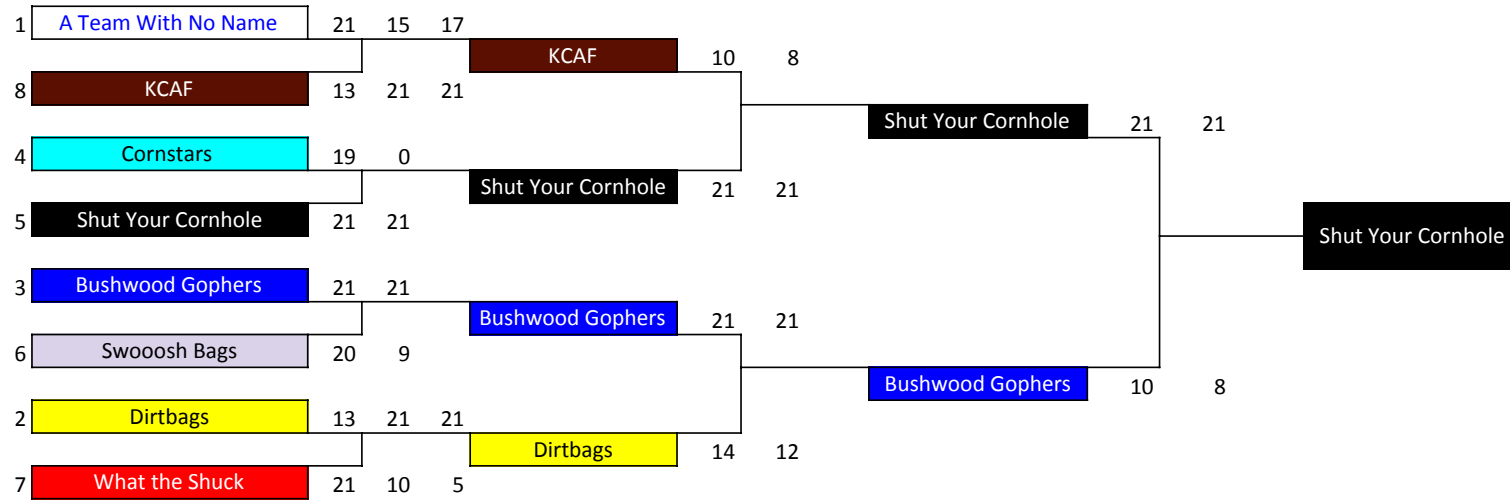 1 A Team With No Name 21 15 17
KCAF 10 8
8 KCAF 13 21 21
Shut Your Cornhole 21 21
4 Cornstars 19 0
Shut Your Cornhole 21 21
5 Shut Your Cornhole 21 21
Shut Your Cornhole
3 Bushwood Gophers 21 21
Bushwood Gophers 21 21
6 Swooosh Bags 20 9
Bushwood Gophers 10 8
2 Dirtbags 13 21 21
Dirtbags 14 12
7 What the Shuck 21 10 5